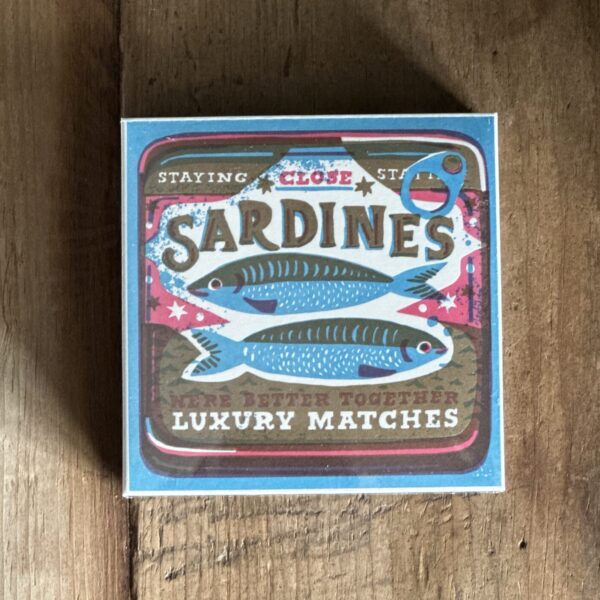 STAYING CLOSE
SARDINES
WERE BETTER TOGETHER
LUXURY MATCHES